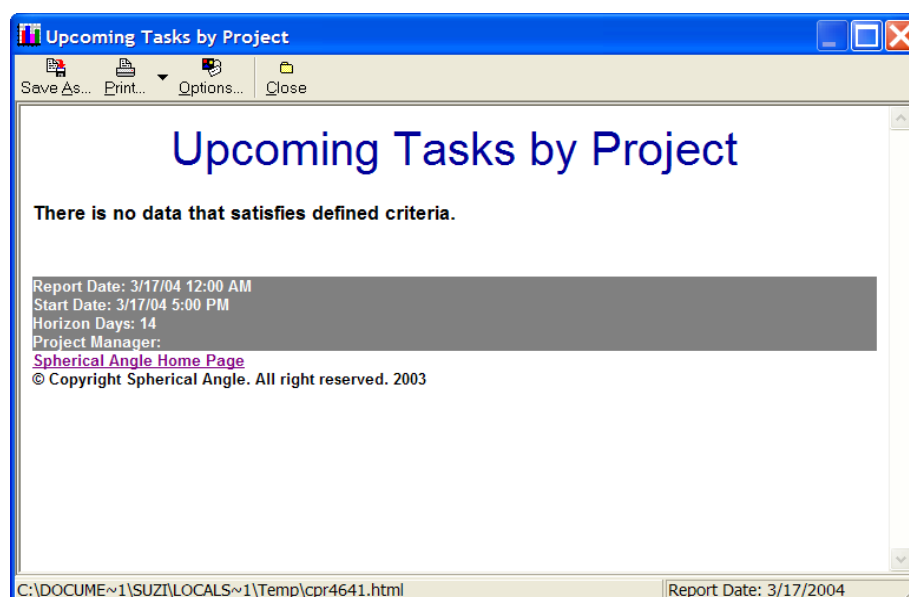 Upcoming Tasks by Project
Save As... Print... Options... Close
Upcoming Tasks by Project
There is no data that satisfies defined criteria.
Report Date: 3/17/04 12:00 AM
Start Date: 3/17/04 5:00 PM
Horizon Days: 14
Project Manager:
Spherical Angle Home Page
© Copyright Spherical Angle. All right reserved. 2003
C:\DOCUME~1\SUZI\LOCALS~1\Temp\cpr4641.html Report Date: 3/17/2004